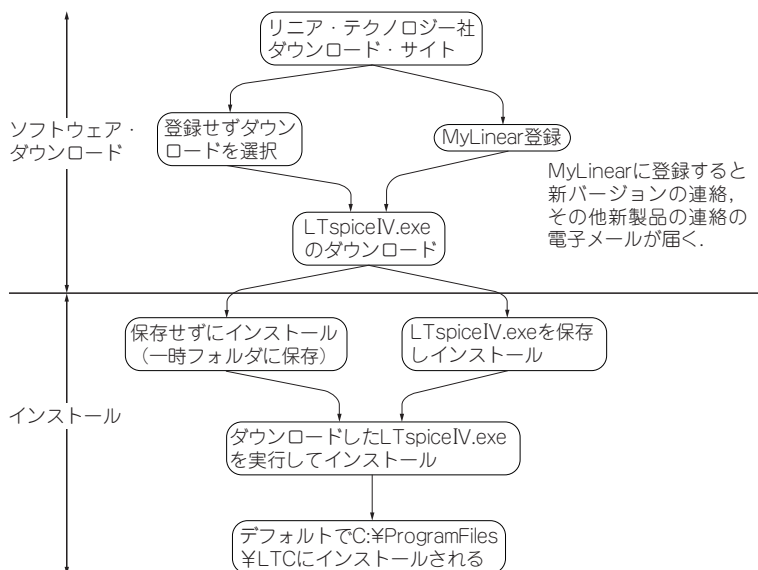 リニア・テクノロジー社
ダウンロード・サイト
ソフトウェア・
ダウンロード
登録せずダウン
ロードを選択
MyLinear登録
MyLinearに登録すると
新バージョンの連絡,
その他新製品の連絡の
電子メールが届く.
LTspiceⅣ.exe
のダウンロード
保存せずにインストール
（一時フォルダに保存）
LTspiceⅣ.exeを保存
しインストール
インストール
ダウンロードしたLTspiceⅣ.exe
を実行してインストール
デフォルトでC:¥ProgramFiles
¥LTCにインストールされる